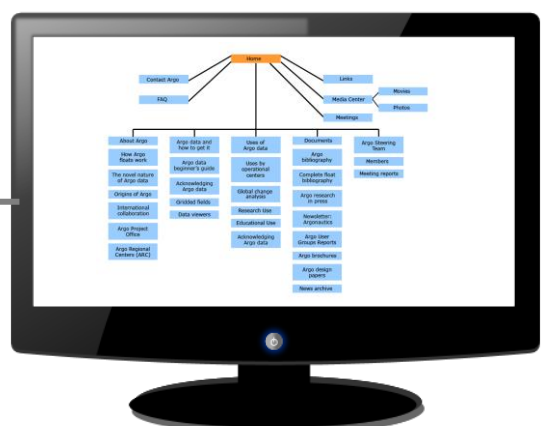 Home
Contact Argo
FAQ
Links
Media Center
Movies
Photos
Meetings
About Argo
How Argo
floats work
The novel nature
of Argo data
Origins of Argo
International
collaboration
Argo Project
Office
Argo Regional
Centers (ARC)
Argo data and
how to get it
Argo data
beginner's guide
Acknowledging
Argo data
Gridded fields
Data viewers
Uses of
Argo data
Uses by
operational
centers
Global change
analysis
Research Use
Educational Use
Acknowledging
Argo data
Documents
Argo
bibliography
Complete float
bibliography
Argo research
in press
Newsletter:
Argonautics
Argo User
Groups Reports
Argo brochures
Argo design
papers
News archive
Argo Steering
Team
Members
Meeting reports